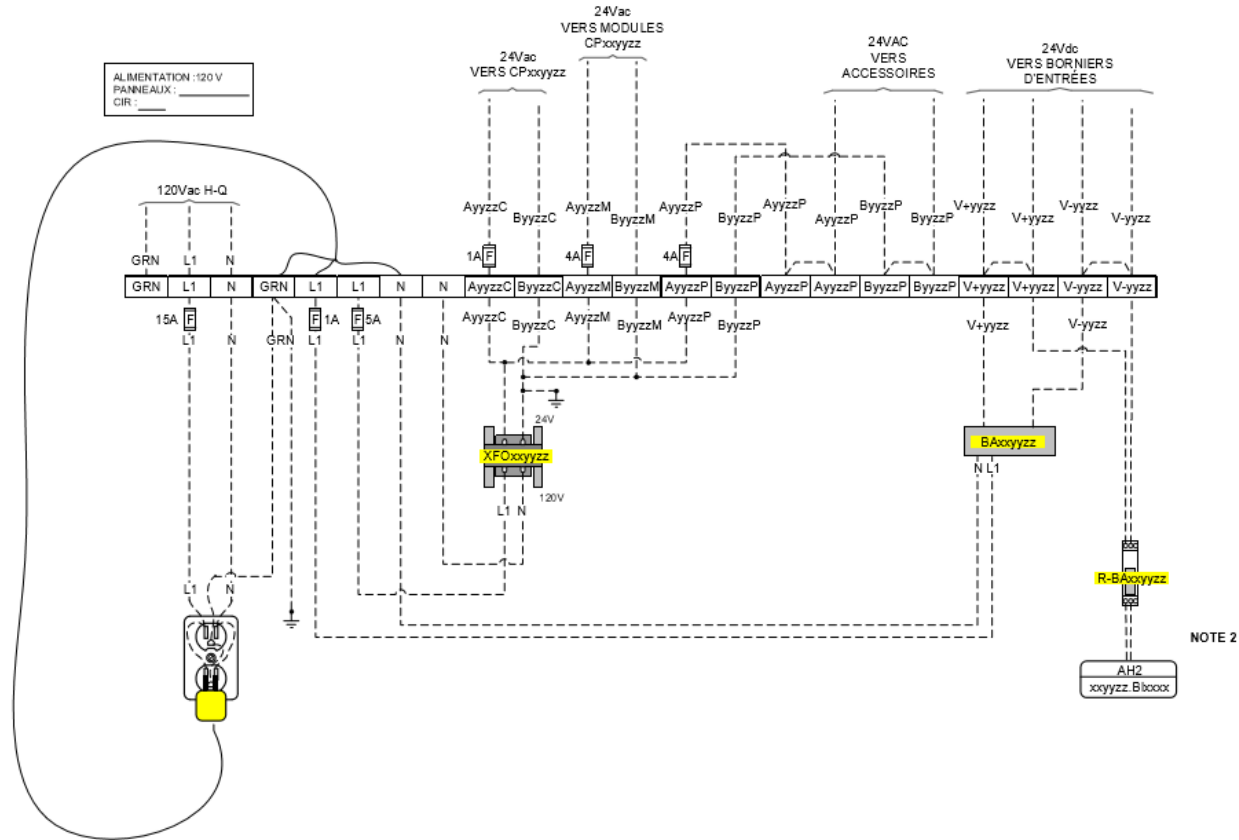 24Vac
VERS MODULES
CPxxyyzz
24Vac
VERS CPxxyyzz
24VAC
VERS
ACCESSOIRES
24Vdc
VERS BORNIERS
D'ENTRÉES
ALIMENTATION :120 V
PANNEAUX :
CIR :
120Vac H-Q
AyyzzC
ByyzzC
AyyzzM
ByyzzM
AyyzzP
ByyzzP
AyyzzP
AyyzzP
ByyzzP
ByyzzP
V+yyzz
V+yyzz
V-yyzz
V-yyzz
GRN
L1
N
1A F
4A F
4A F
GRN L1 N GRN L1 L1 N N AyyzzC ByyzzC AyyzzM ByyzzM AyyzzP ByyzzP AyyzzP AyyzzP ByyzzP ByyzzP V+yyzz V+yyzz V-yyzz V-yyzz
15A F
F 1A
F 5A
AyyzzC
ByyzzC
AyyzzM
ByyzzM
AyyzzP
ByyzzP
V+yyzz
V-yyzz
L1
N
GRN
L1
L1
N
N
24V
XFOxxyyzz
120V
L1 N
BAxxyyzz
N L1
R-BAxxyyzz
L1
N
NOTE 2
AH2
xxyyzz.BIxxxx